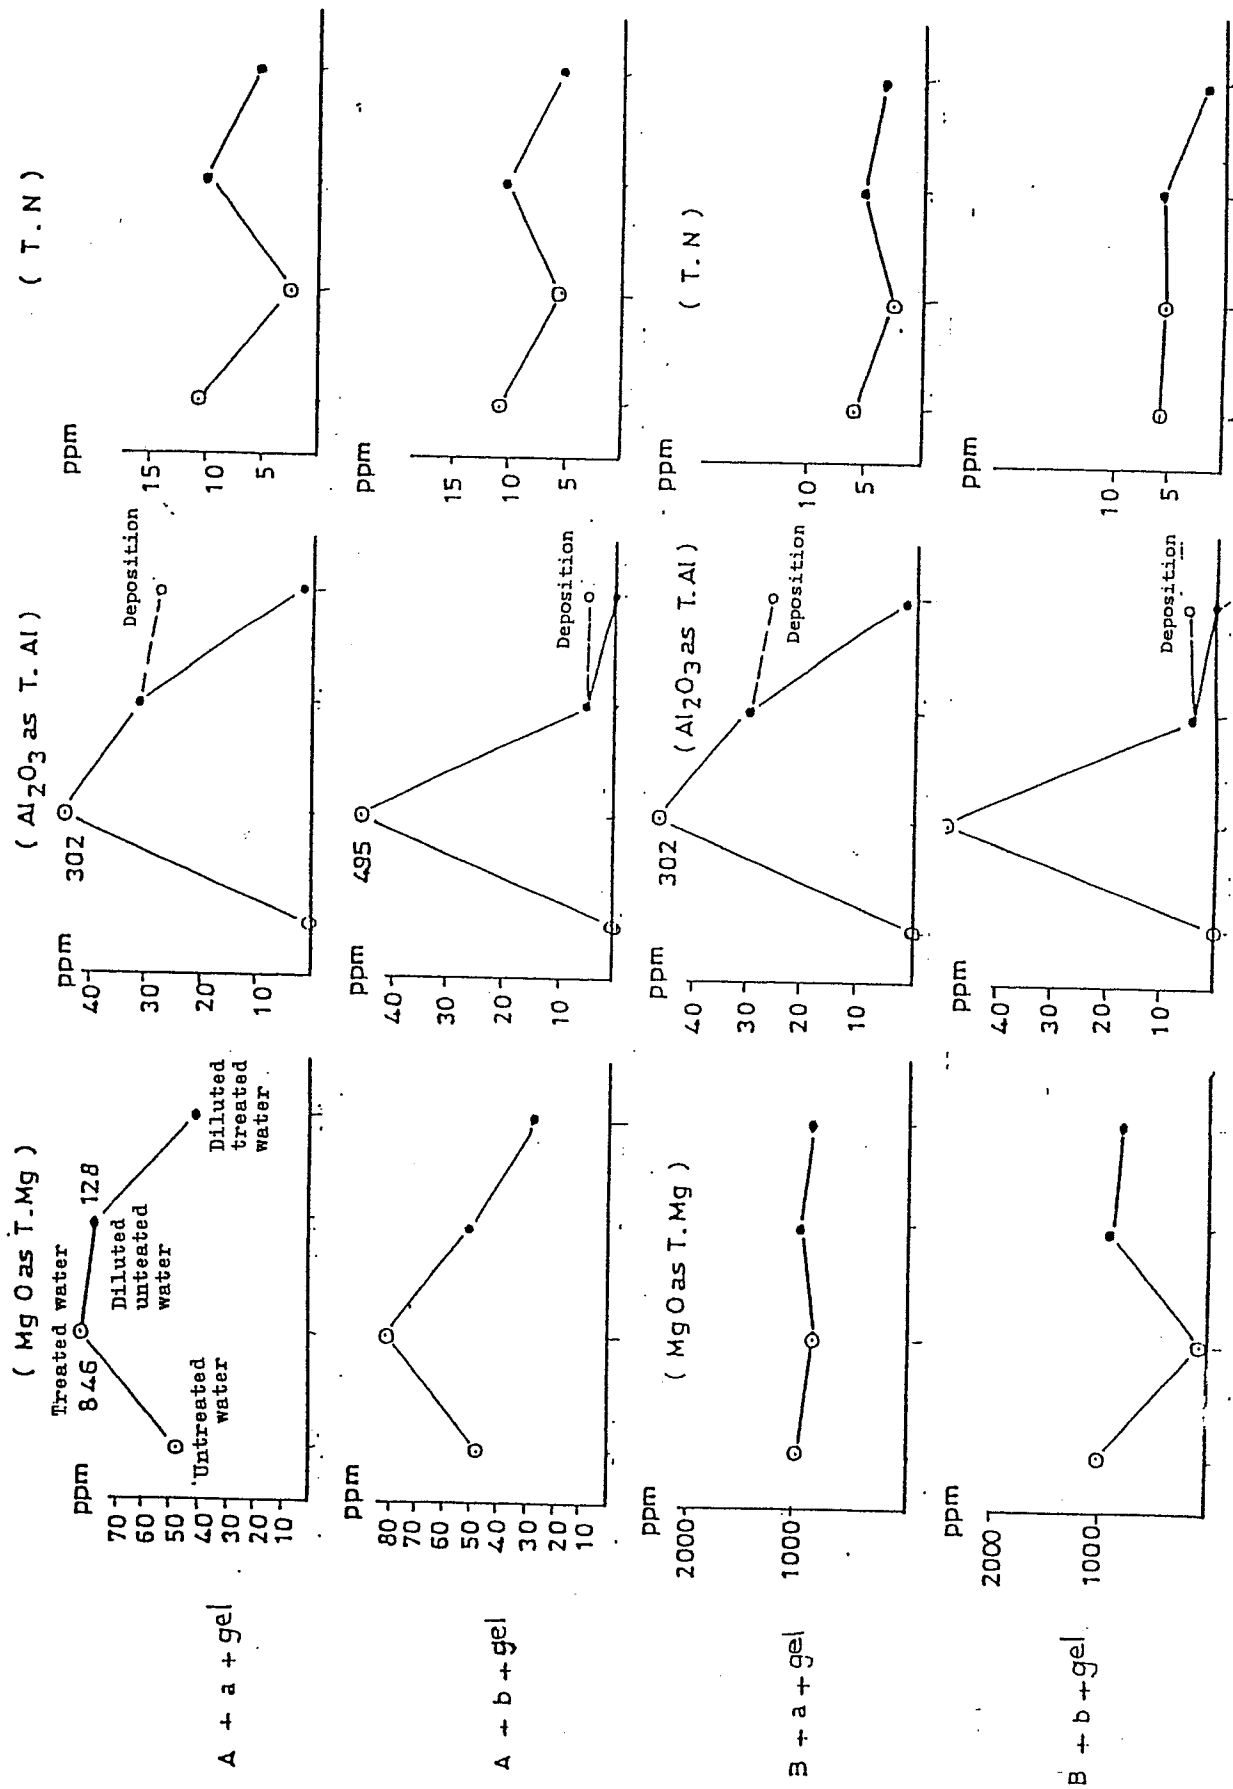 ( MgO as T.Mg )
( Al2O3 as T. Al )
( T. N )
A + a + gel
ppm
70
60
50
40
30
20
10
Treated water
846
128
Untreated
water
Diluted
unteated
water
Diluted
treated
water
ppm
40
30
20
10
302
Deposition
ppm
15
10
5
A + b + gel
ppm
80
60
50
40
30
20
10
ppm
40
30
20
10
495
Deposition
ppm
15
10
5
( MgO as T.Mg )
( Al2O3 as T.Al )
( T. N )
B + a + gel
ppm
2000
1000
ppm
40
30
20
10
302
Deposition
ppm
10
5
B + b + gel
ppm
2000
1000
ppm
40
30
20
10
Deposition
ppm
10
5